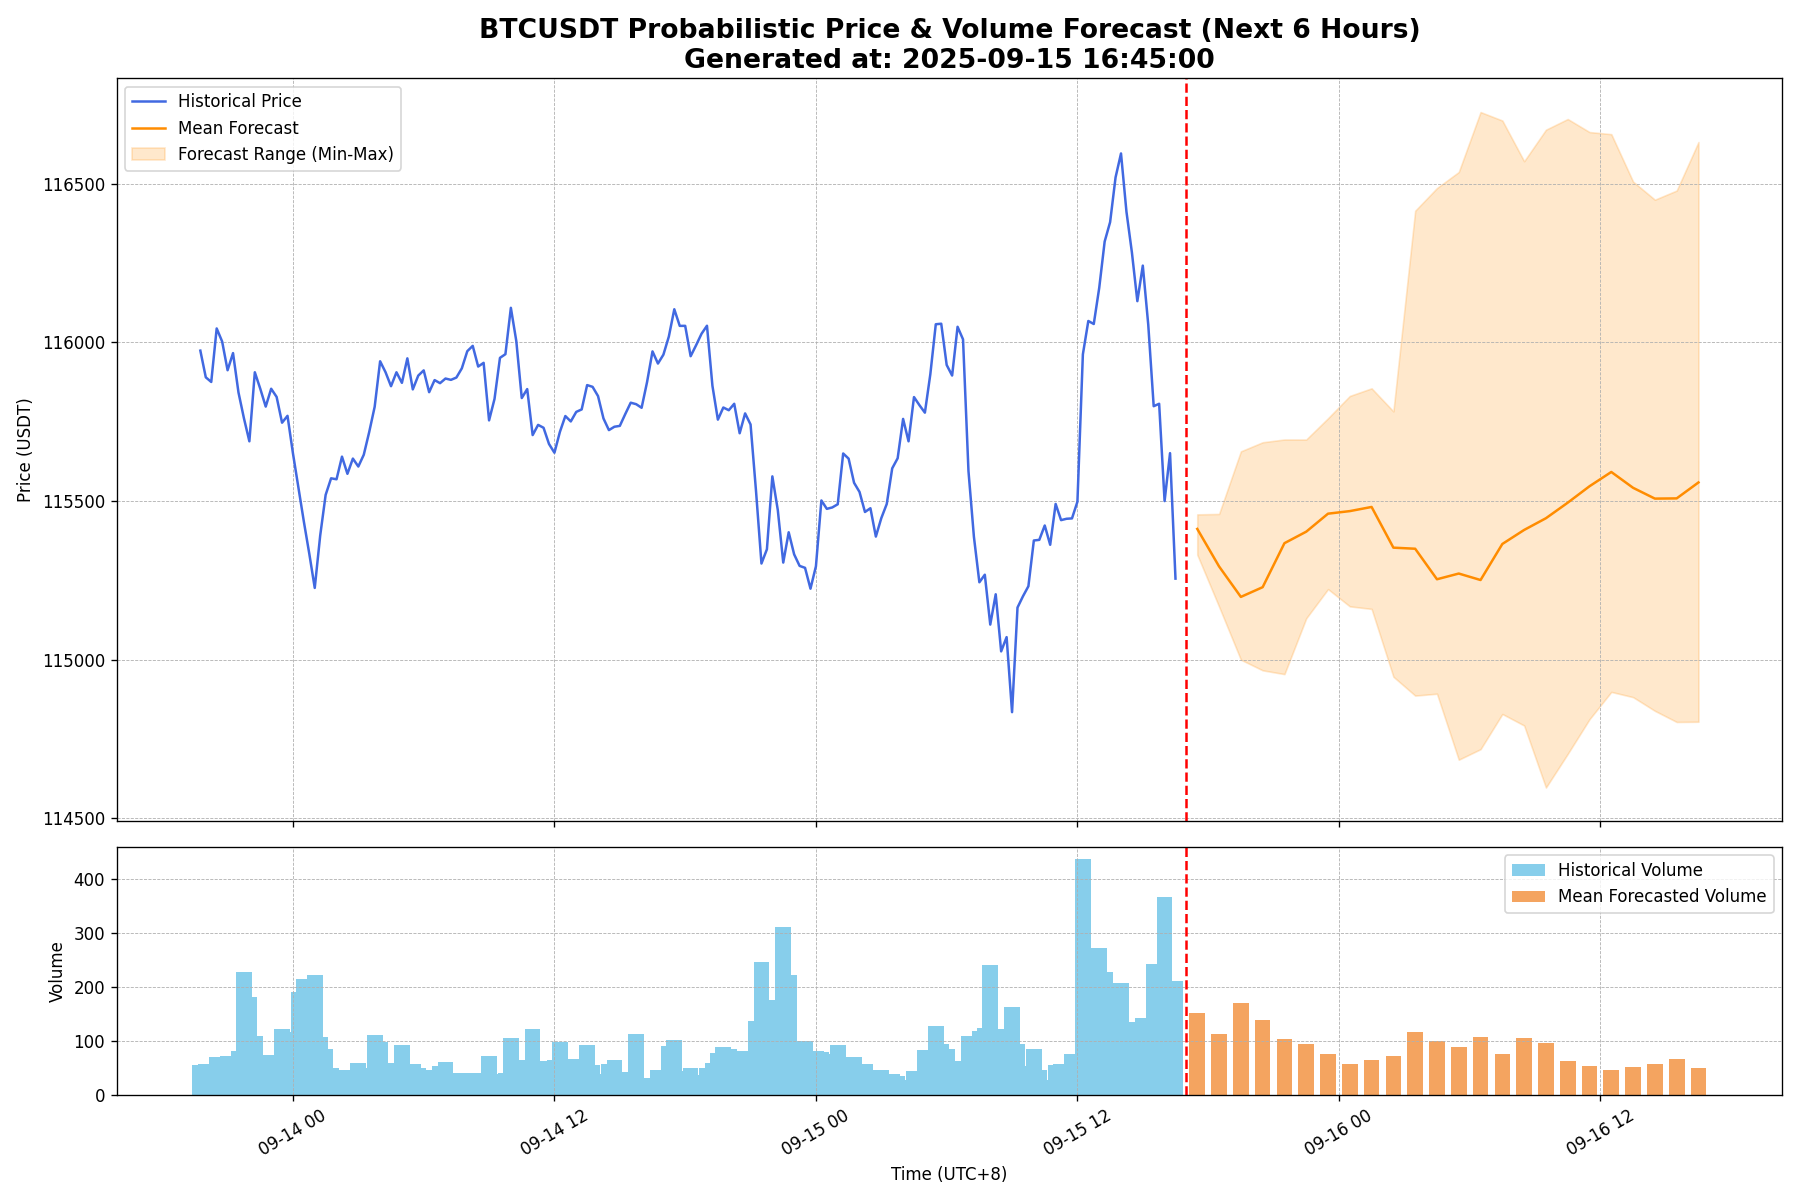 BTCUSDT Probabilistic Price & Volume Forecast (Next 6 Hours)
Generated at: 2025-09-15 16:45:00
Historical Price
Mean Forecast
Forecast Range (Min-Max)
116500
116000
115500
115000
114500
Price (USDT)
Historical Volume
Mean Forecasted Volume
400
300
200
100
0
Volume
09-14 00
09-14 12
09-15 00
09-15 12
09-16 00
09-16 12
Time (UTC+8)